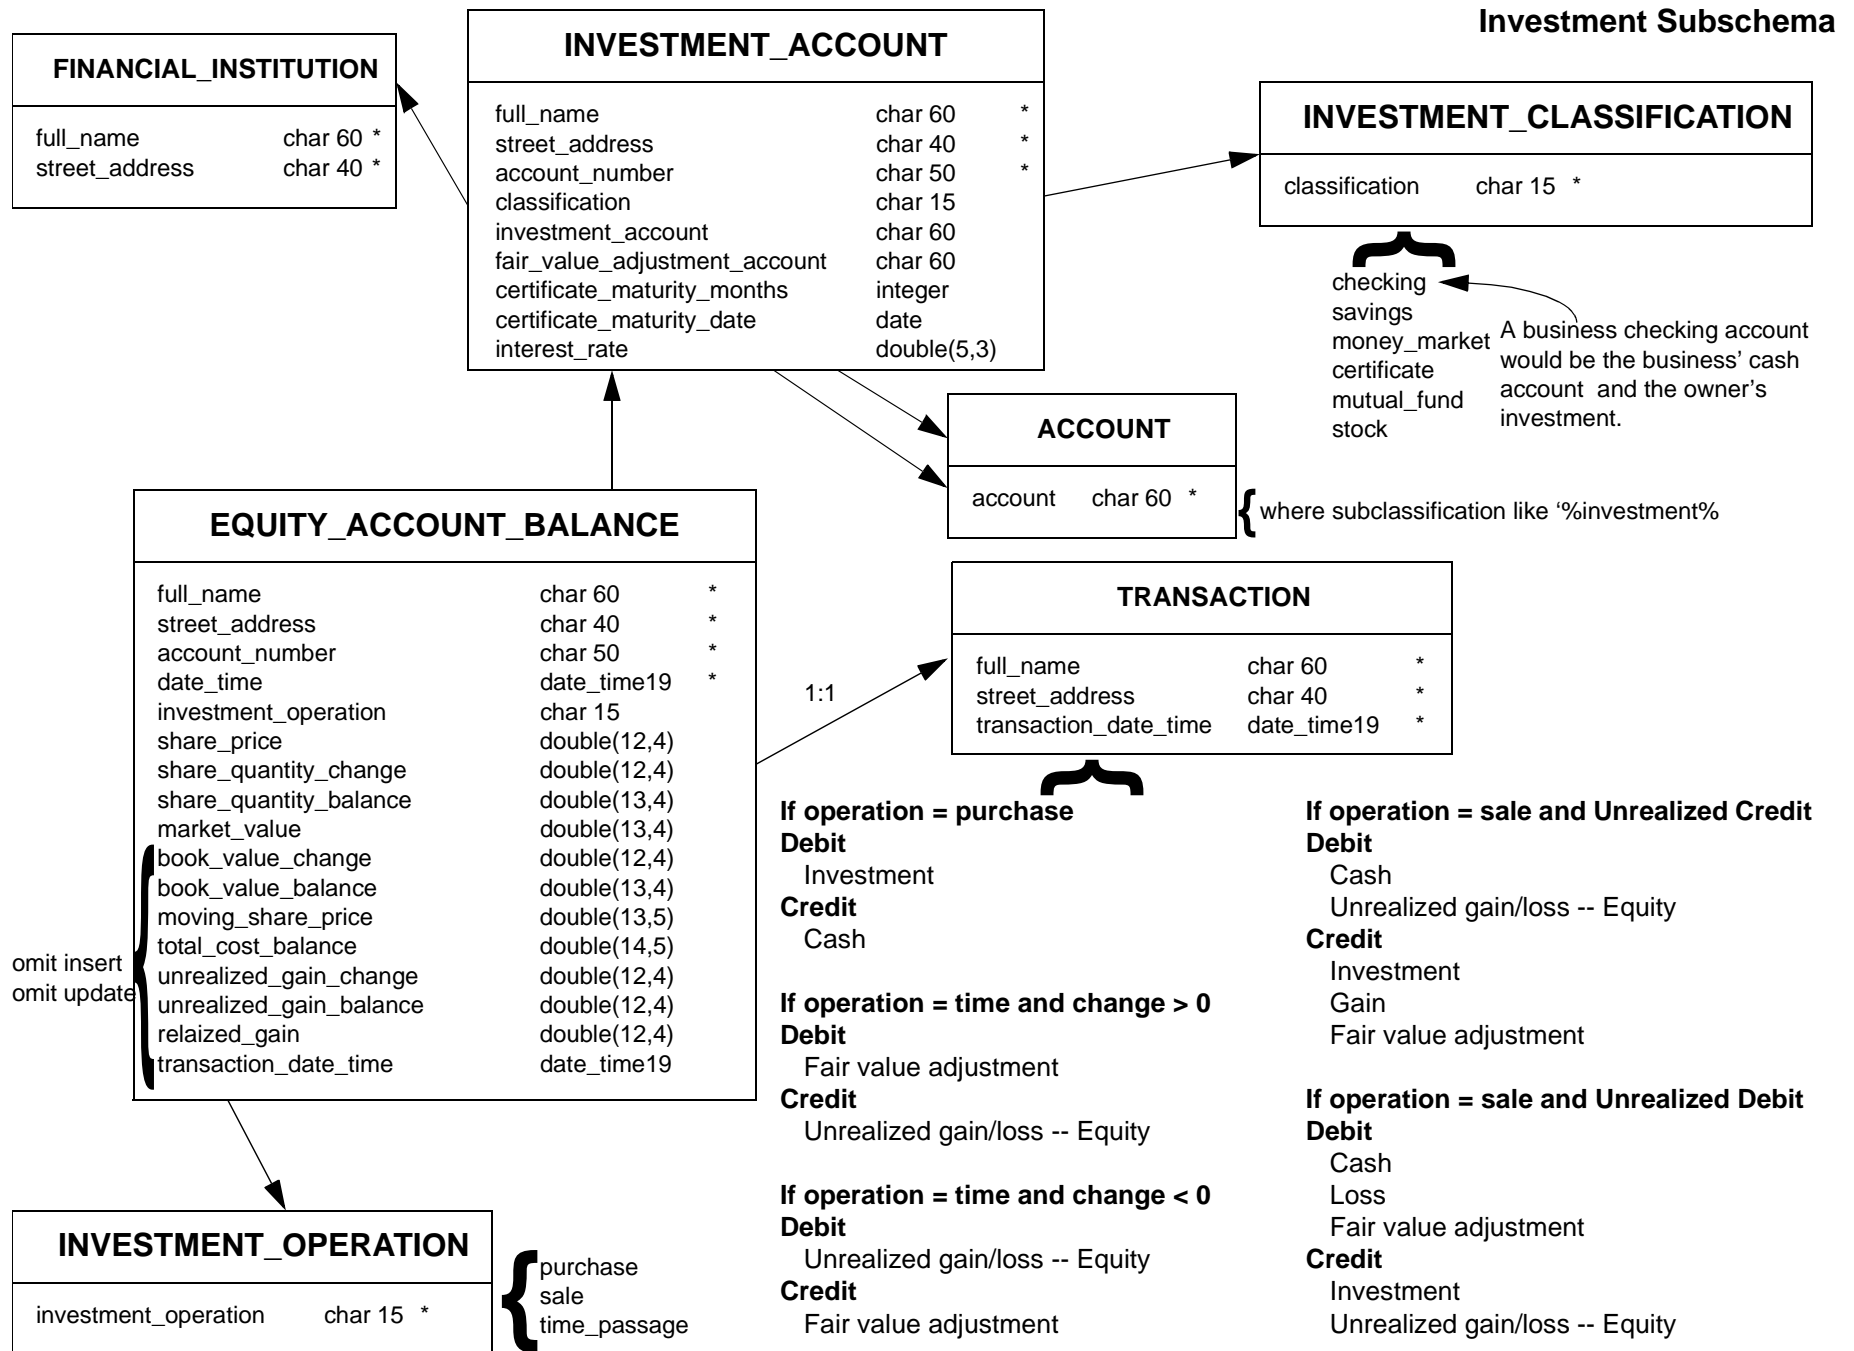 Investment Subschema
FINANCIAL_INSTITUTION
full_name char 60 *
street_address char 40 *
INVESTMENT_ACCOUNT
full_name char 60 *
street_address char 40 *
account_number char 50 *
classification char 15
investment_account char 60
fair_value_adjustment_account char 60
certificate_maturity_months integer
certificate_maturity_date date
interest_rate double(5,3)
INVESTMENT_CLASSIFICATION
classification char 15 *
{
checking
savings
money_market
certificate
mutual_fund
stock
A business checking account
would be the business’ cash
account and the owner’s
investment.
ACCOUNT
account char 60 *
{ where subclassification like ‘%investment%
EQUITY_ACCOUNT_BALANCE
full_name char 60 *
street_address char 40 *
account_number char 50 *
date_time date_time19 *
investment_operation char 15
share_price double(12,4)
share_quantity_change double(12,4)
share_quantity_balance double(13,4)
market_value double(13,4)
book_value_change double(12,4)
book_value_balance double(13,4)
moving_share_price double(13,5)
total_cost_balance double(14,5)
unrealized_gain_change double(12,4)
unrealized_gain_balance double(12,4)
relaized_gain double(12,4)
transaction_date_time date_time19
{
omit insert
omit update
1:1
TRANSACTION
full_name char 60 *
street_address char 40 *
transaction_date_time date_time19 *
{
If operation = purchase
Debit
Investment
Credit
Cash
If operation = time and change > 0
Debit
Fair value adjustment
Credit
Unrealized gain/loss -- Equity
If operation = time and change < 0
Debit
Unrealized gain/loss -- Equity
Credit
Fair value adjustment
If operation = sale and Unrealized Credit
Debit
Cash
Unrealized gain/loss -- Equity
Credit
Investment
Gain
Fair value adjustment
If operation = sale and Unrealized Debit
Debit
Cash
Loss
Fair value adjustment
Credit
Investment
Unrealized gain/loss -- Equity
INVESTMENT_OPERATION
investment_operation char 15 *
{
purchase
sale
time_passage